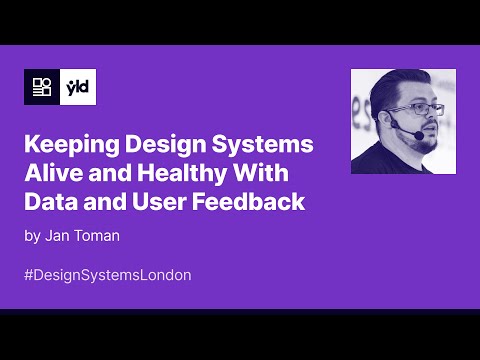 yld
Keeping Design Systems
Alive and Healthy With
Data and User Feedback
by Jan Toman
#DesignSystemsLondon